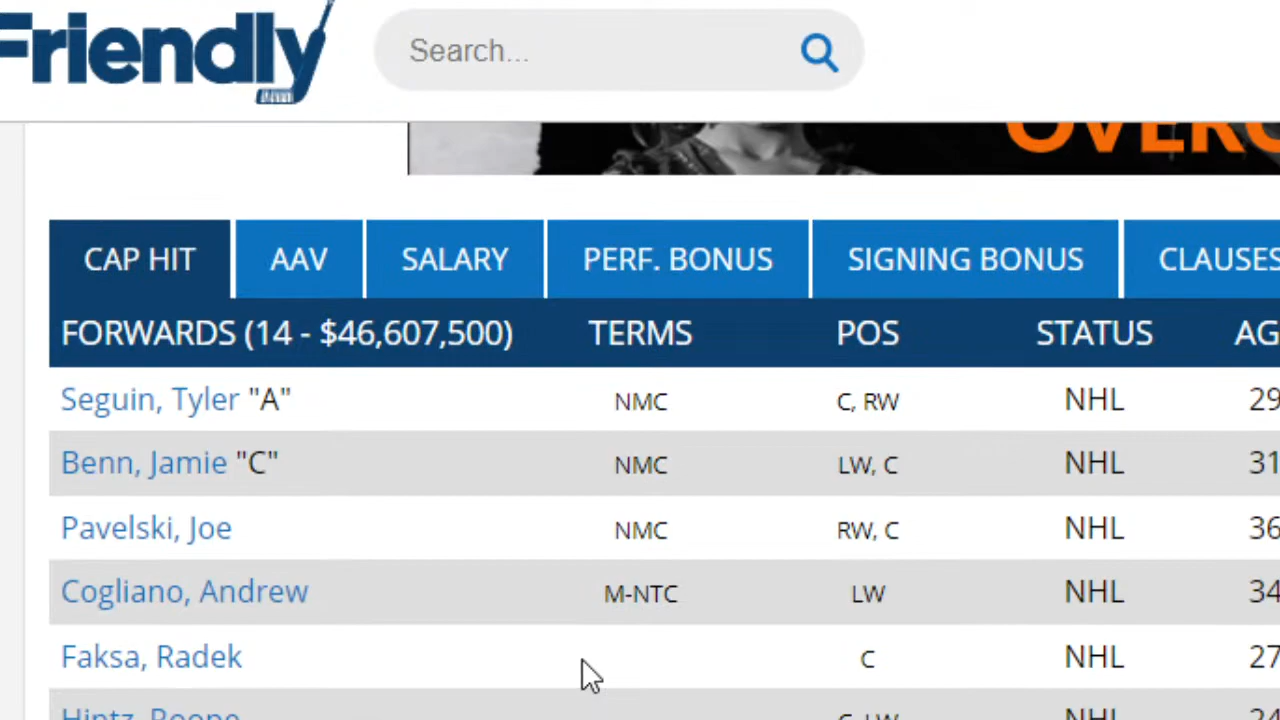 Friendly
Search...
CAP HIT AAV SALARY PERF. BONUS SIGNING BONUS CLAUSES
FORWARDS (14 - $46,607,500) TERMS POS STATUS
Seguin, Tyler "A" NMC C, RW NHL 29
Benn, Jamie "C" NMC LW, C NHL 31
Pavelski, Joe NMC RW, C NHL 36
Cogliano, Andrew M-NTC LW NHL 34
Faksa, Radek C NHL 27